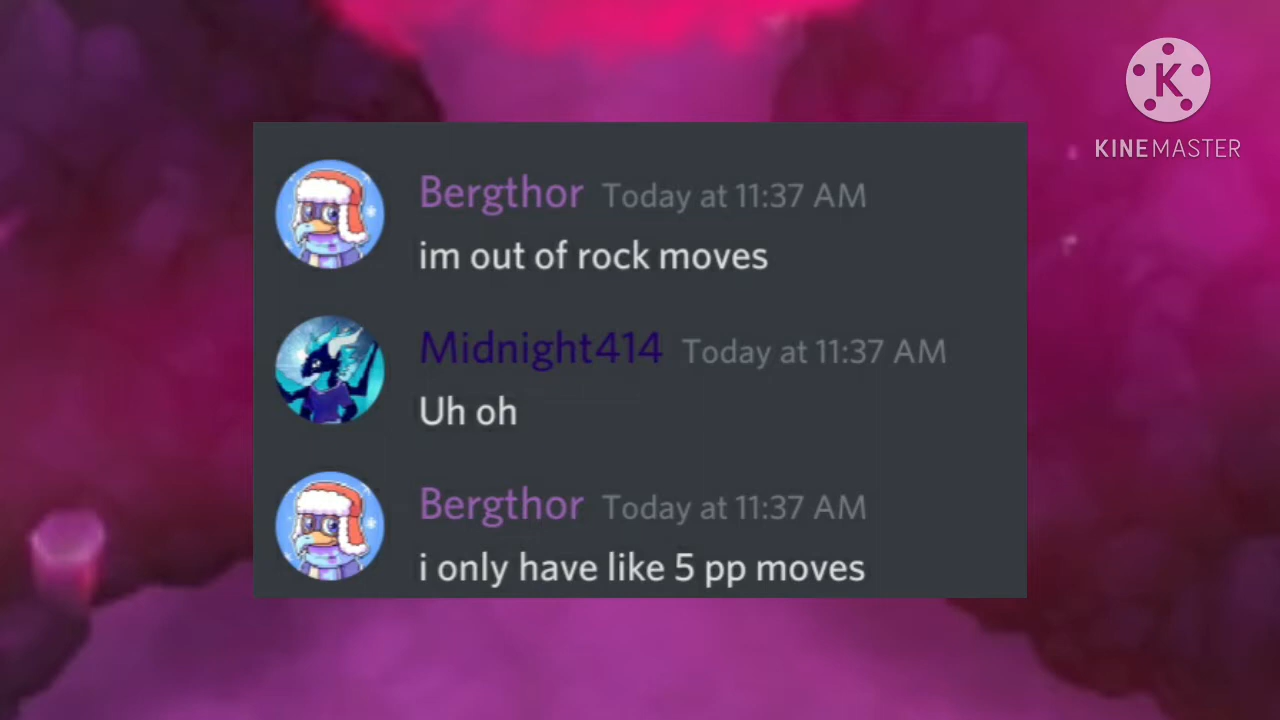 K
KINEMASTER
Bergthor Today at 11:37 AM
im out of rock moves
Midnight414 Today at 11:37 AM
Uh oh
Bergthor Today at 11:37 AM
i only have like 5 pp moves